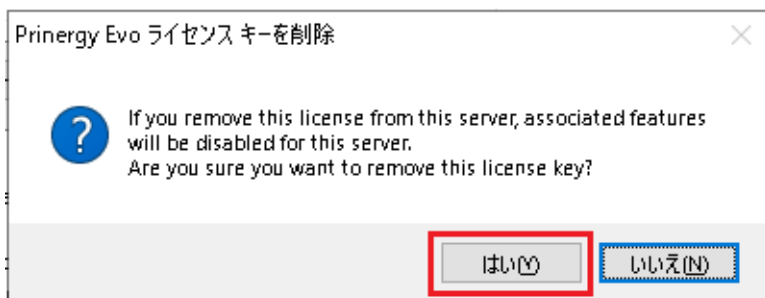 Prinergy Evo ライセンス キーを削除
If you remove this license from this server, associated features
will be disabled for this server.
Are you sure you want to remove this license key?
はい(Y)
いいえ(N)